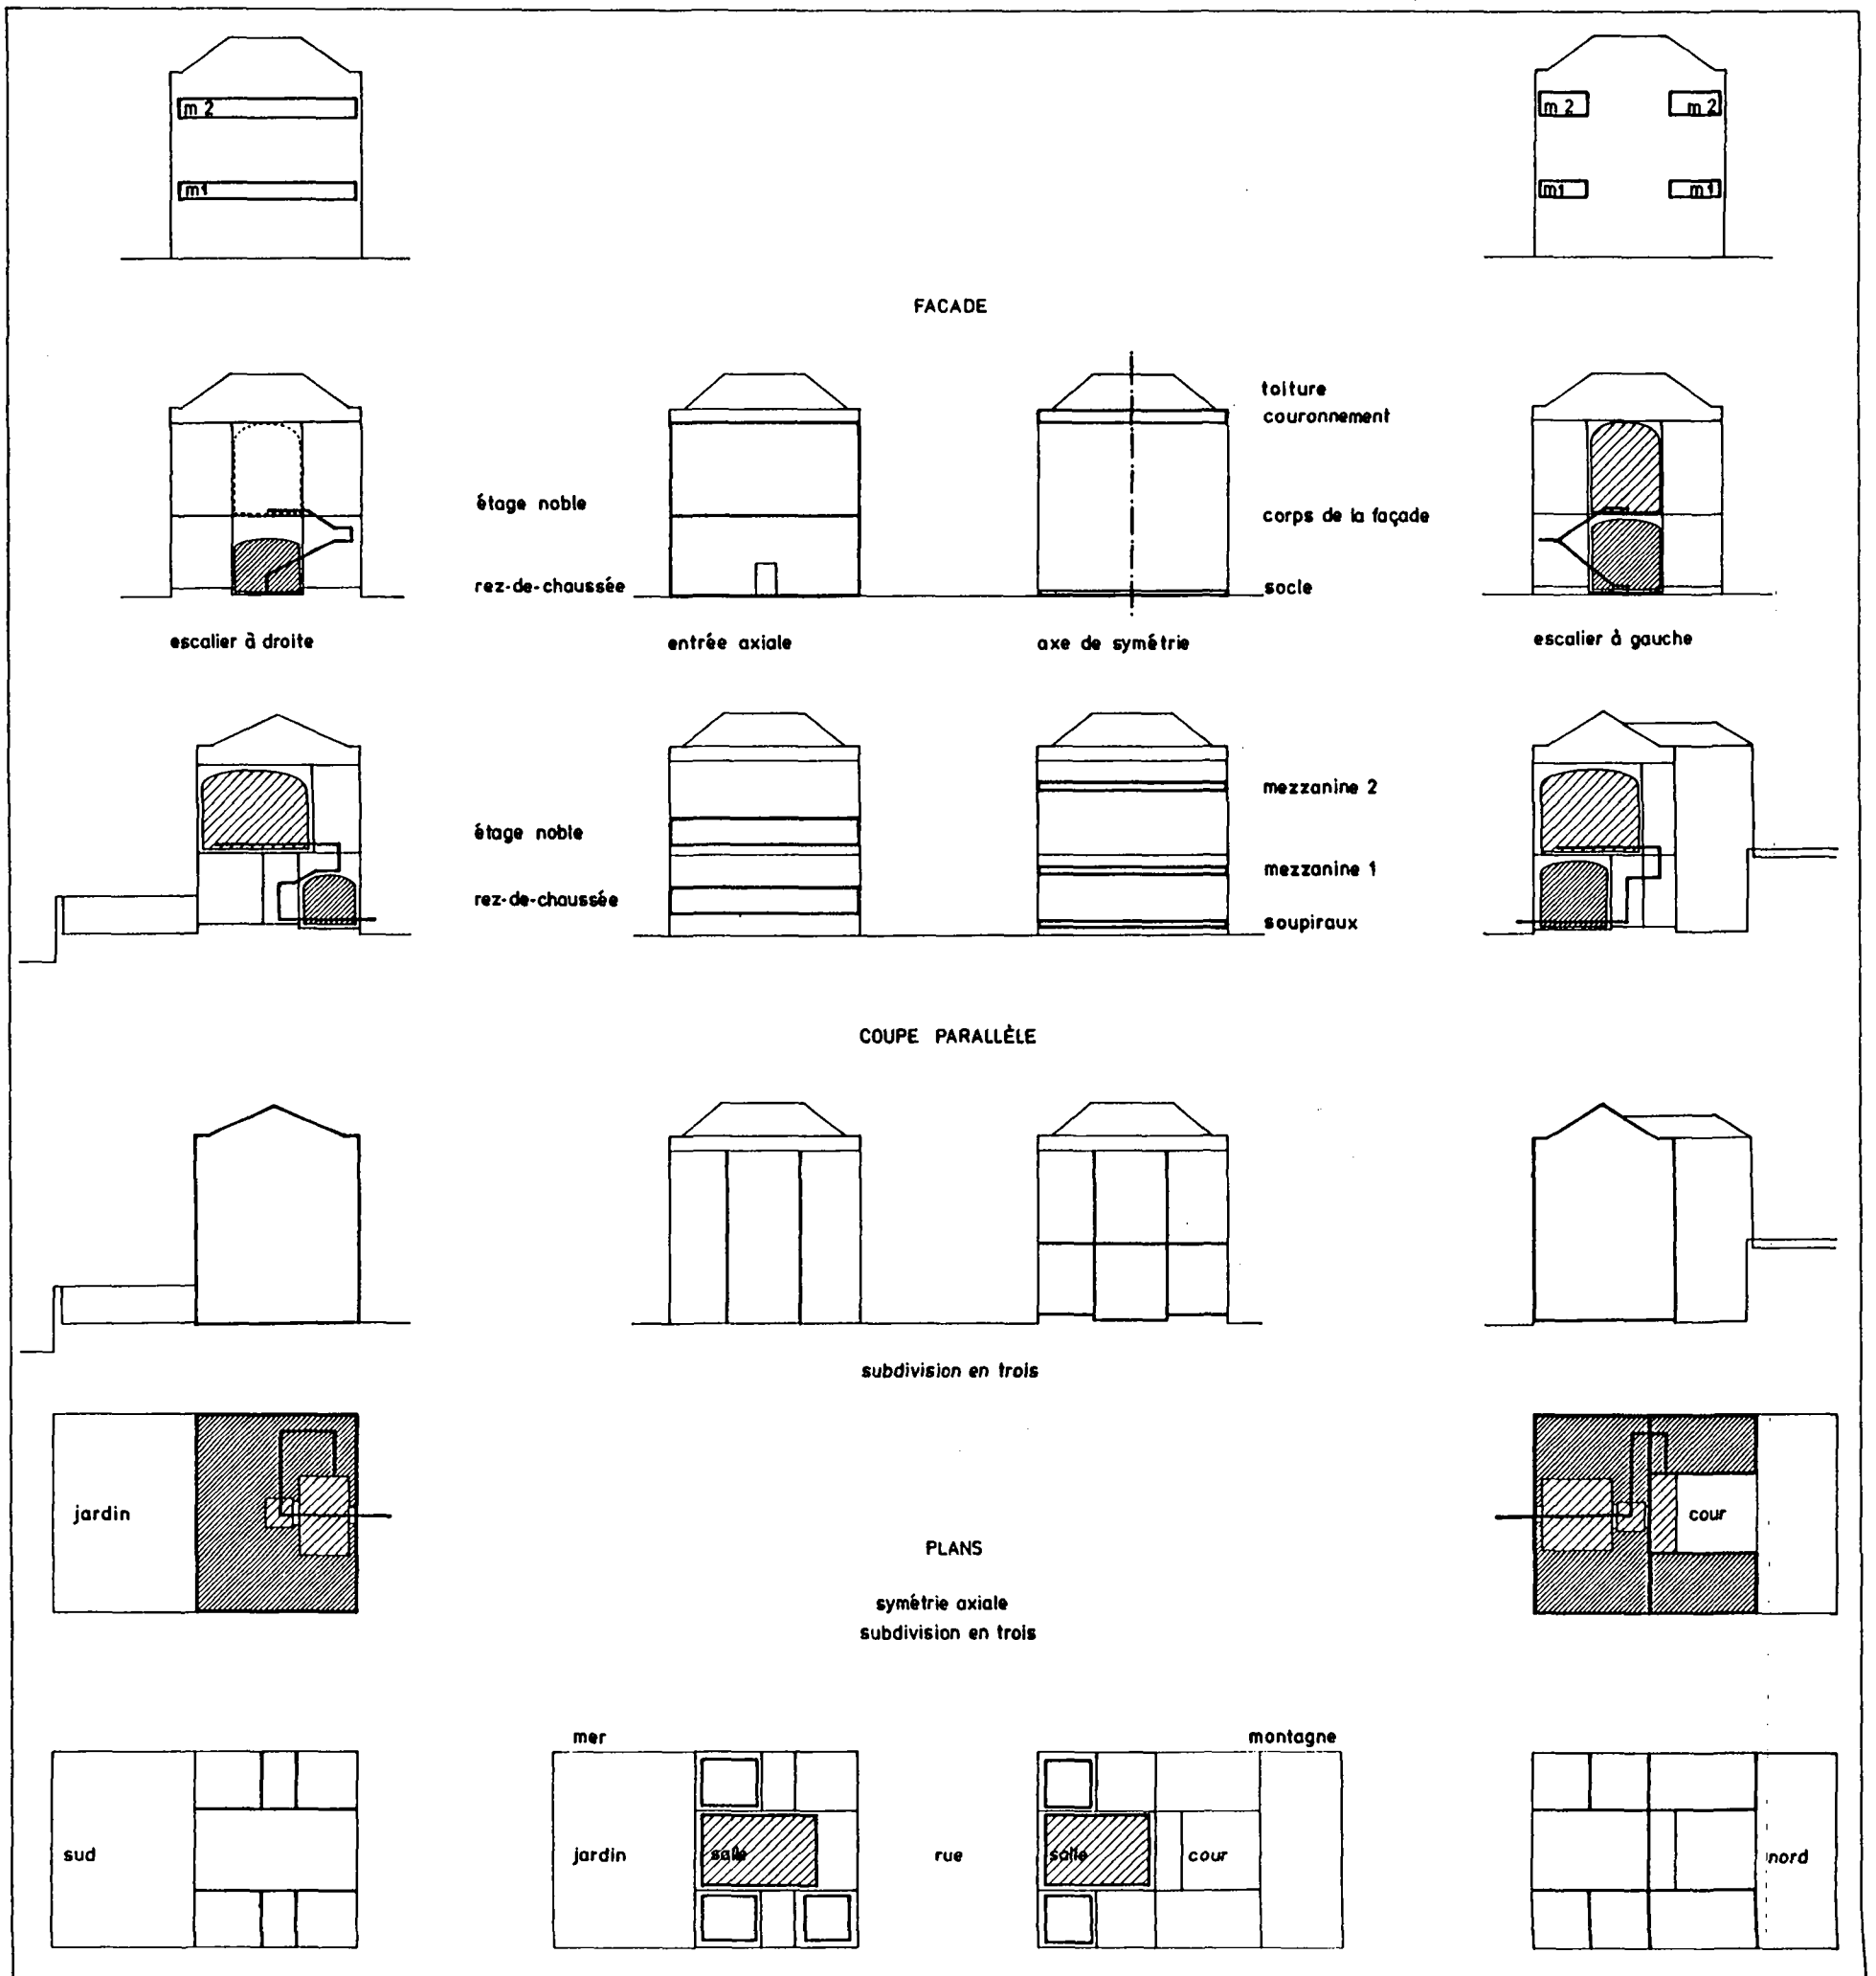 m 2
m 2
m 2
m1
m1
m1
FACADE
toiture
couronnement
étage noble
corps de la façade
rez-de-chaussée
socle
escalier à droite
entrée axiale
axe de symétrie
escalier à gauche
mezzanine 2
étage noble
mezzanine 1
rez-de-chaussée
soupiraux
COUPE PARALLÈLE
subdivision en trois
jardin
cour
PLANS
symétrie axiale
subdivision en trois
mer
montagne
sud
jardin
salle
rue
salle
cour
nord